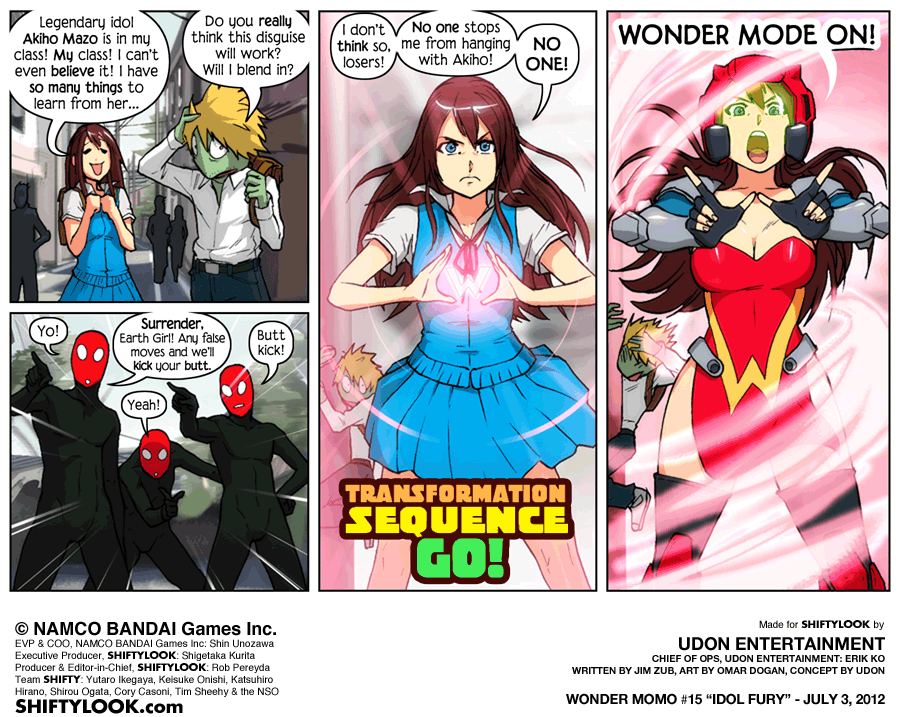 Legendary idol
Akiho Mazo is in my
class! My class! I can't
even believe it! I have
so many things to
learn from her...
Do you really
think this disguise
will work?
Will I blend in?
Yo!
Surrender,
Earth Girl! Any false
moves and we'll
kick your butt.
Yeah!
Butt
kick!
I don't
think so,
losers!
No one stops
me from hanging
with Akiho!
NO
ONE!
W
TRANSFORMATION
SEQUENCE
GO!
WONDER MODE ON!
W
© NAMCO BANDAI Games Inc.
EVP & COO, NAMCO BANDAI Games Inc: Shin Unozawa
Executive Producer, SHIFTYLOOK: Shigetaka Kurita
Producer & Editor-in-Chief, SHIFTYLOOK: Rob Pereyda
Team SHIFTY: Yutaro Ikegaya, Keisuke Onishi, Katsuhiro
Hirano, Shirou Ogata, Cory Casoni, Tim Sheehy & the NSO
SHIFTYLOOK.com
Made for SHIFTYLOOK by
UDON ENTERTAINMENT
CHIEF OF OPS, UDON ENTERTAINMENT: ERIK KO
WRITTEN BY JIM ZUB, ART BY OMAR DOGAN, CONCEPT BY UDON
WONDER MOMO #15 "IDOL FURY" - JULY 3, 2012